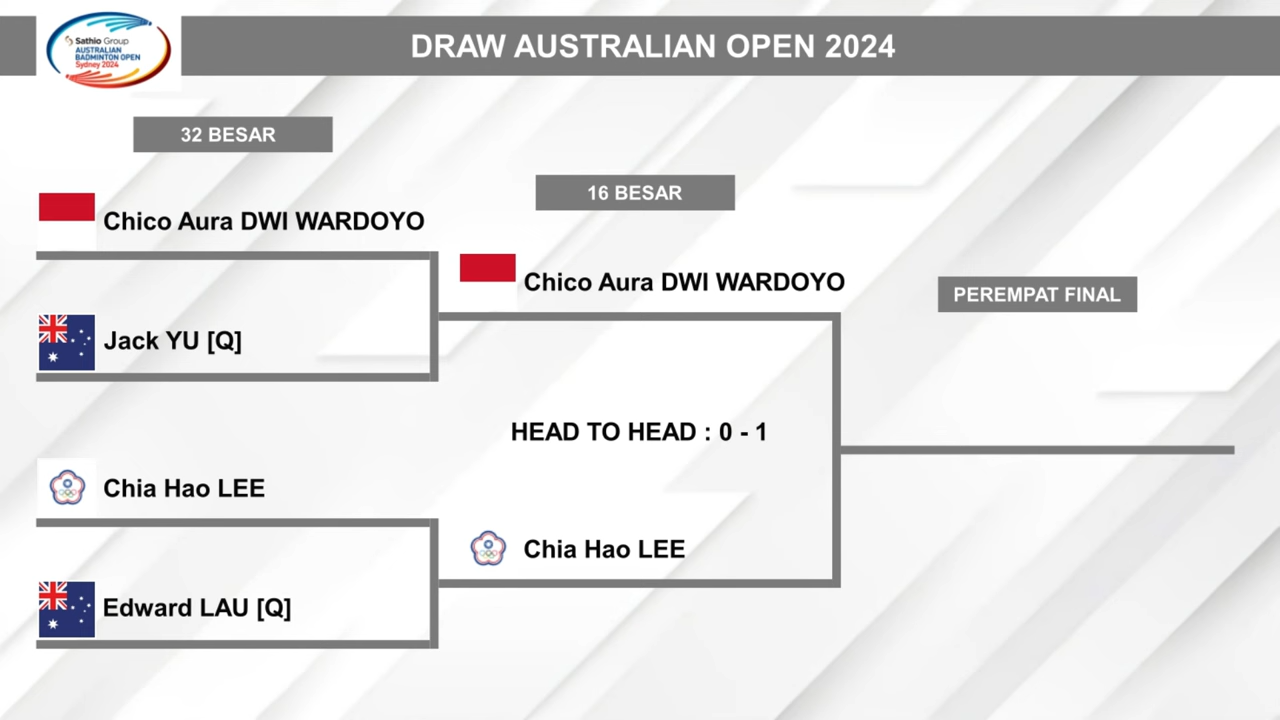 Sathio Group
AUSTRALIAN
BADMINTON OPEN
Sydney 2024
DRAW AUSTRALIAN OPEN 2024
32 BESAR
Chico Aura DWI WARDOYO
Jack YU [Q]
Chia Hao LEE
Edward LAU [Q]
16 BESAR
Chico Aura DWI WARDOYO
HEAD TO HEAD : 0 - 1
Chia Hao LEE
PEREMPAT FINAL